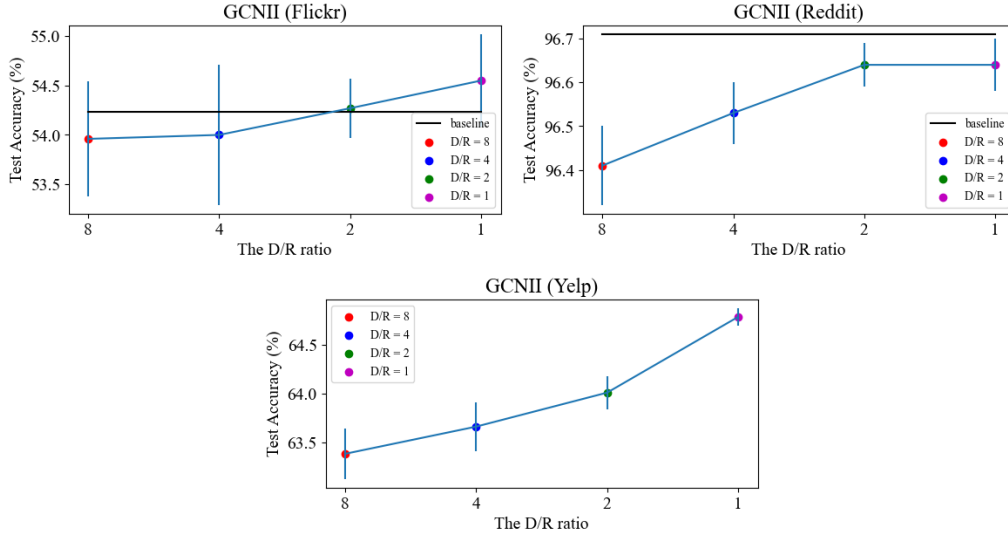 GCNII (Flickr)
Test Accuracy (%)
55.0
54.5
54.0
53.5
baseline
D/R = 8
D/R = 4
D/R = 2
D/R = 1
8 4 2 1
The D/R ratio
GCNII (Reddit)
Test Accuracy (%)
96.7
96.6
96.5
96.4
baseline
D/R = 8
D/R = 4
D/R = 2
D/R = 1
8 4 2 1
The D/R ratio
GCNII (Yelp)
Test Accuracy (%)
64.5
64.0
63.5
D/R = 8
D/R = 4
D/R = 2
D/R = 1
8 4 2 1
The D/R ratio